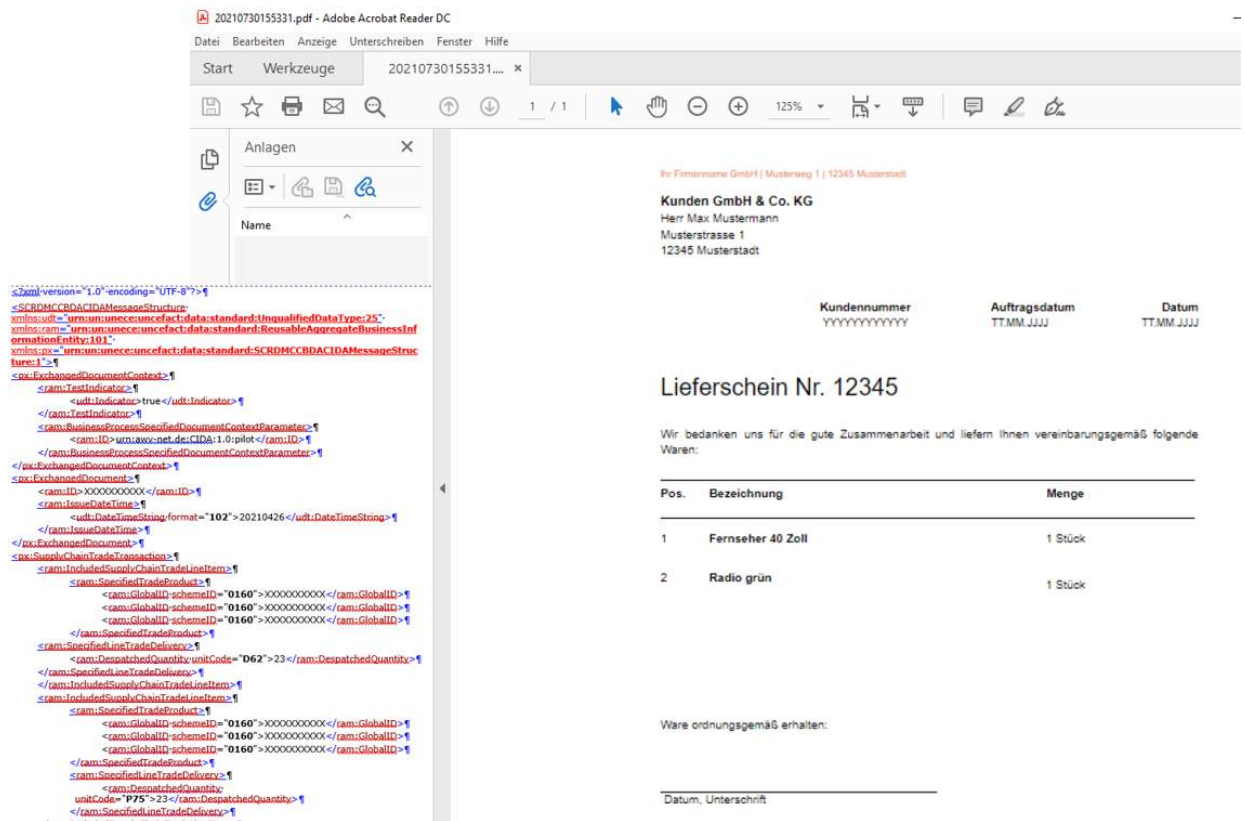 20210730155331.pdf - Adobe Acrobat Reader DC
Datei Bearbeiten Anzeige Unterschreiben Fenster Hilfe
Start Werkzeuge 20210730155331.... ×
1 / 1 125%
Anlagen
Name
Ihr Firmenname GmbH | Musterweg 1 | 12345 Musterstadt
Kunden GmbH & Co. KG
Herr Max Mustermann
Musterstrasse 1
12345 Musterstadt
Kundennummer Auftragsdatum Datum
YYYYYYYYYYY TT.MM.JJJJ TT.MM.JJJJ
Lieferschein Nr. 12345
Wir bedanken uns für die gute Zusammenarbeit und liefern Ihnen vereinbarungsgemäß folgende
Waren:
Pos. Bezeichnung Menge
1 Fernseher 40 Zoll 1 Stück
2 Radio grün 1 Stück
Ware ordnungsgemäß erhalten:
Datum, Unterschrift
<?xml·version="1.0"·encoding="UTF-8"?>¶
<SCRDMCCBDACIDAMessageStructure·
xmlns:udt="urn:un:unece:uncefact:data:standard:UnqualifiedDataType:25"·
xmlns:ram="urn:un:unece:uncefact:data:standard:ReusableAggregateBusinessInf
ormationEntity:101"·
xmlns:px="urn:un:unece:uncefact:data:standard:SCRDMCCBDACIDAMessageStruc
ture:1">¶
<px:ExchangedDocumentContext>¶
<ram:TestIndicator>¶
<udt:Indicator>true</udt:Indicator>¶
</ram:TestIndicator>¶
<ram:BusinessProcessSpecifiedDocumentContextParameter>¶
<ram:ID>urn:awv-net.de:CIDA:1.0:pilot</ram:ID>¶
</ram:BusinessProcessSpecifiedDocumentContextParameter>¶
</px:ExchangedDocumentContext>¶
<px:ExchangedDocument>¶
<ram:ID>XXXXXXXXXX</ram:ID>¶
<ram:IssueDateTime>¶
<udt:DateTimeString·format="102">20210426</udt:DateTimeString>¶
</ram:IssueDateTime>¶
</px:ExchangedDocument>¶
<px:SupplyChainTradeTransaction>¶
<ram:IncludedSupplyChainTradeLineItem>¶
<ram:SpecifiedTradeProduct>¶
<ram:GlobalID·schemeID="0160">XXXXXXXXXX</ram:GlobalID>¶
<ram:GlobalID·schemeID="0160">XXXXXXXXXX</ram:GlobalID>¶
<ram:GlobalID·schemeID="0160">XXXXXXXXXX</ram:GlobalID>¶
</ram:SpecifiedTradeProduct>¶
<ram:SpecifiedLineTradeDelivery>¶
<ram:DespatchedQuantity·unitCode="D62">23</ram:DespatchedQuantity>¶
</ram:SpecifiedLineTradeDelivery>¶
</ram:IncludedSupplyChainTradeLineItem>¶
<ram:IncludedSupplyChainTradeLineItem>¶
<ram:SpecifiedTradeProduct>¶
<ram:GlobalID·schemeID="0160">XXXXXXXXXX</ram:GlobalID>¶
<ram:GlobalID·schemeID="0160">XXXXXXXXXX</ram:GlobalID>¶
<ram:GlobalID·schemeID="0160">XXXXXXXXXX</ram:GlobalID>¶
</ram:SpecifiedTradeProduct>¶
<ram:SpecifiedLineTradeDelivery>¶
<ram:DespatchedQuantity·
unitCode="P75">23</ram:DespatchedQuantity>¶
</ram:SpecifiedLineTradeDelivery>¶